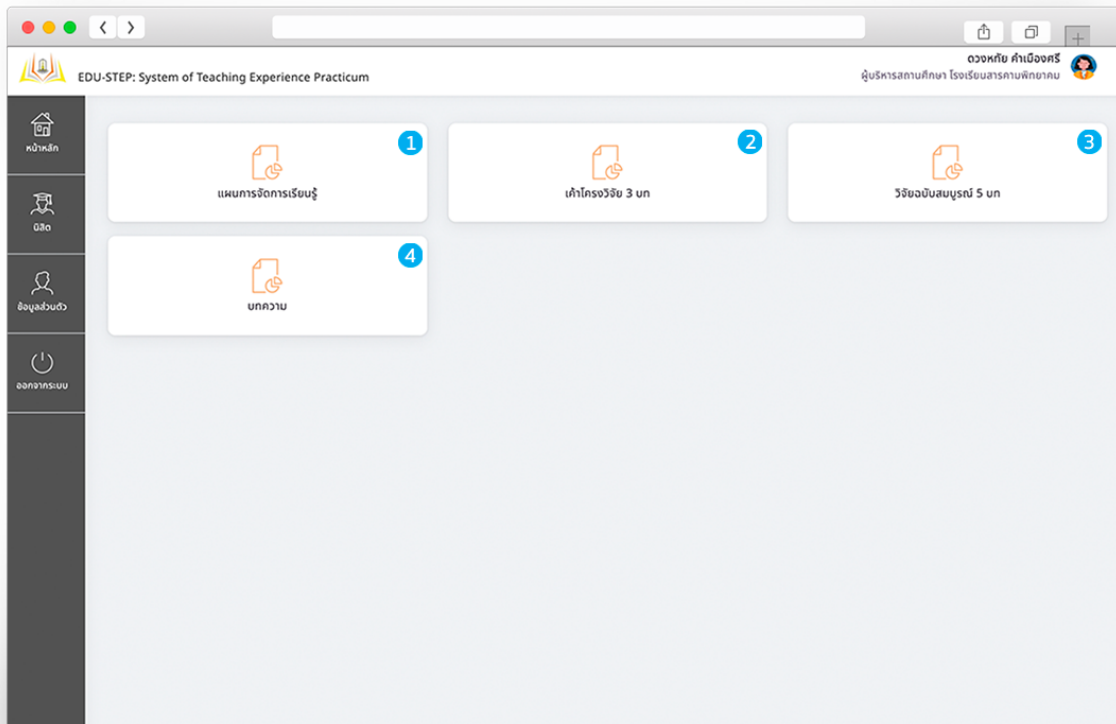 ดวงหทัย คำเมืองศรี
EDU-STEP: System of Teaching Experience Practicum
ผู้บริหารสถานศึกษา โรงเรียนสารคามพิทยาคม
หน้าหลัก
นิสิต
ข้อมูลส่วนตัว
ออกจากระบบ
1
แผนการจัดการเรียนรู้
2
เค้าโครงวิจัย 3 บท
3
วิจัยฉบับสมบูรณ์ 5 บท
4
บทความ